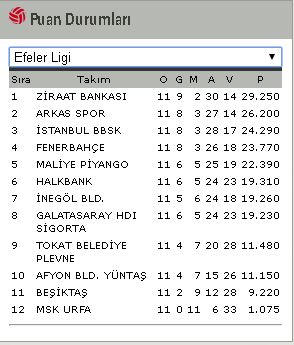 Puan Durumları
Efeler Ligi
Sıra Takım O G M A V P
1 ZİRAAT BANKASI 11 9 2 30 14 29.250
2 ARKAS SPOR 11 8 3 27 14 26.200
3 İSTANBUL BBSK 11 8 3 28 17 24.290
4 FENERBAHÇE 11 8 3 26 18 23.770
5 MALİYE PİYANGO 11 6 5 25 19 22.390
6 HALKBANK 11 6 5 24 23 19.310
7 İNEGÖL BLD. 11 5 6 24 18 19.260
8 GALATASARAY HDI 11 6 5 24 23 19.230
SİGORTA
9 TOKAT BELEDİYE 11 4 7 20 28 11.480
PLEVNE
10 AFYON BLD. YÜNTAŞ 11 4 7 15 26 11.150
11 BEŞİKTAŞ 11 2 9 12 28 9.220
12 MSK URFA 11 0 11 6 33 1.075